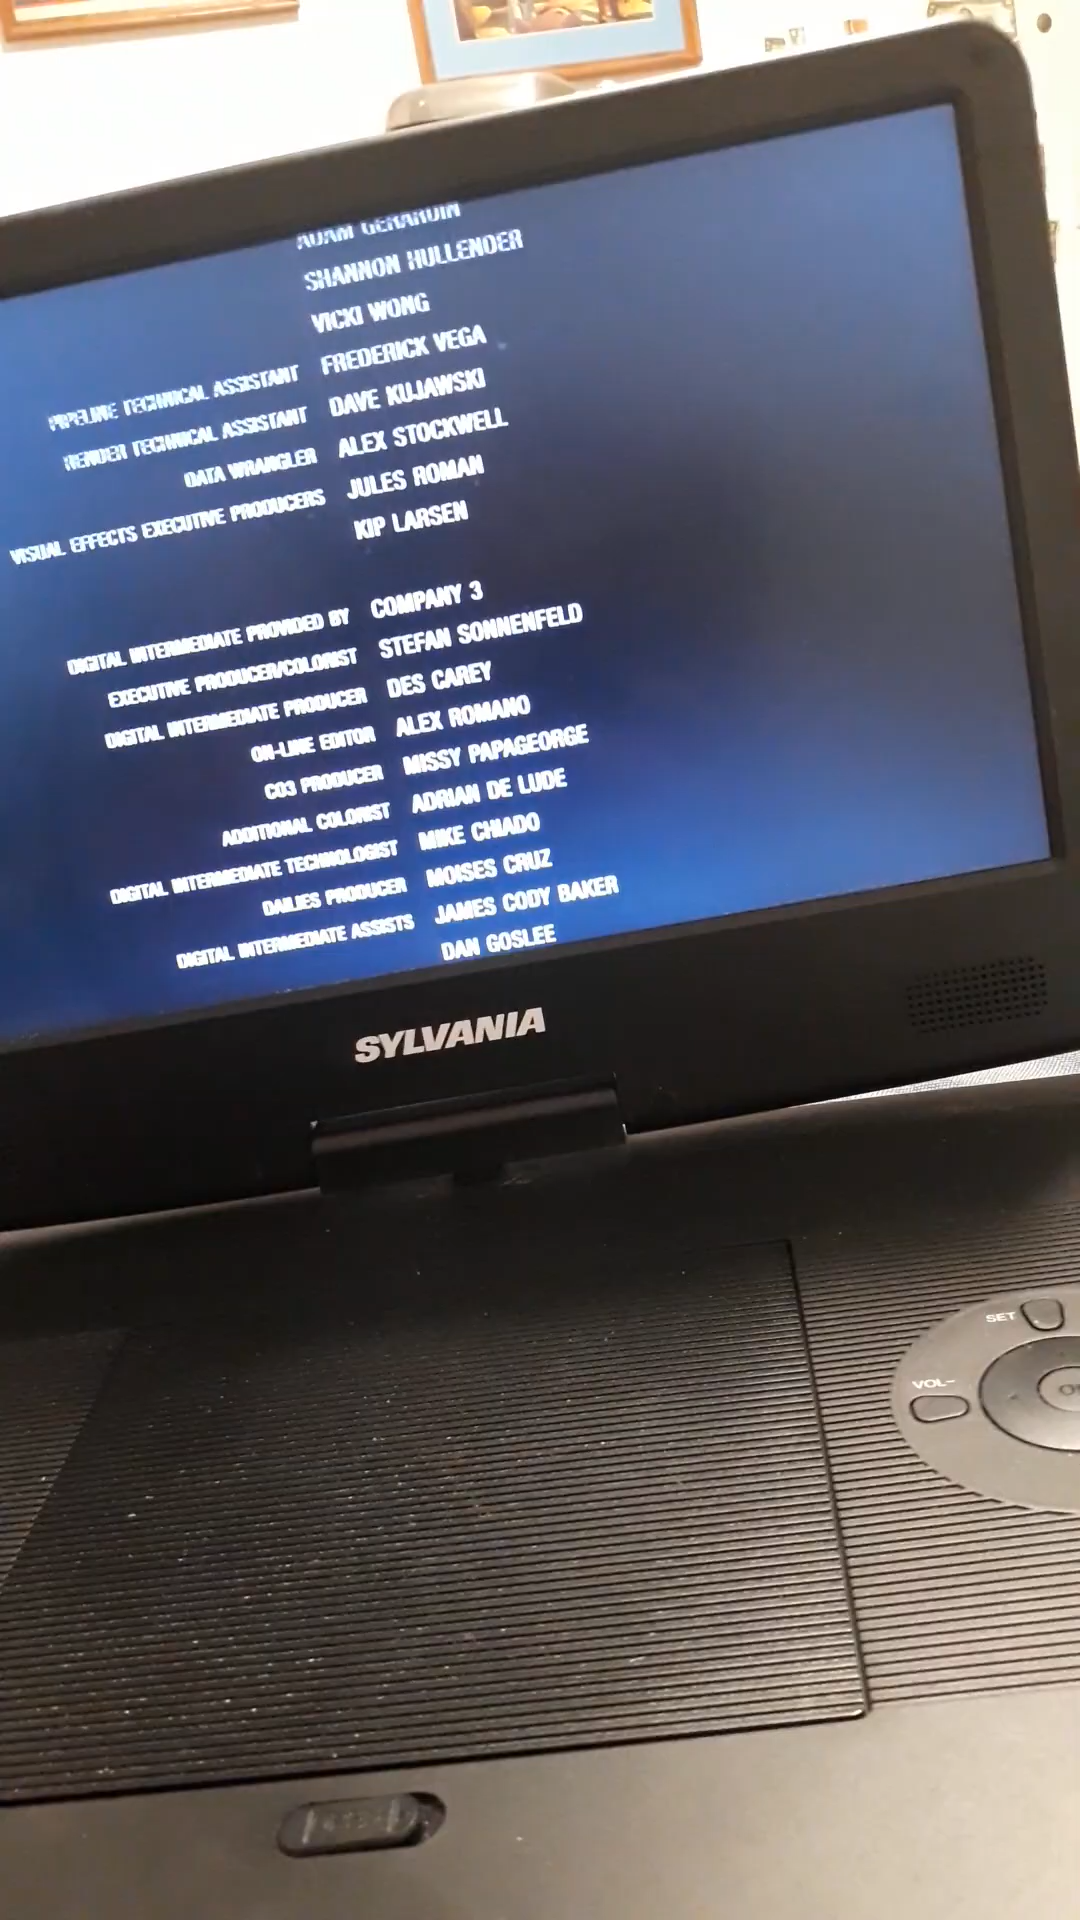 ADAM GERARDIN
SHANNON HULLENDER
VICKI WONG
PIPELINE TECHNICAL ASSISTANT FREDERICK VEGA
RENDER TECHNICAL ASSISTANT DAVE KUJAWSKI
DATA WRANGLER ALEX STOCKWELL
VISUAL EFFECTS EXECUTIVE PRODUCERS JULES ROMAN
KIP LARSEN
DIGITAL INTERMEDIATE PROVIDED BY COMPANY 3
EXECUTIVE PRODUCER/COLORIST STEFAN SONNENFELD
DIGITAL INTERMEDIATE PRODUCER DES CAREY
ON-LINE EDITOR ALEX ROMANO
CO3 PRODUCER MISSY PAPAGEORGE
ADDITIONAL COLORIST ADRIAN DE LUDE
DIGITAL INTERMEDIATE TECHNOLOGIST MIKE CHIADO
DAILIES PRODUCER MOISES CRUZ
DIGITAL INTERMEDIATE ASSISTS JAMES CODY BAKER
DAN GOSLEE
SYLVANIA
SET
VOL-